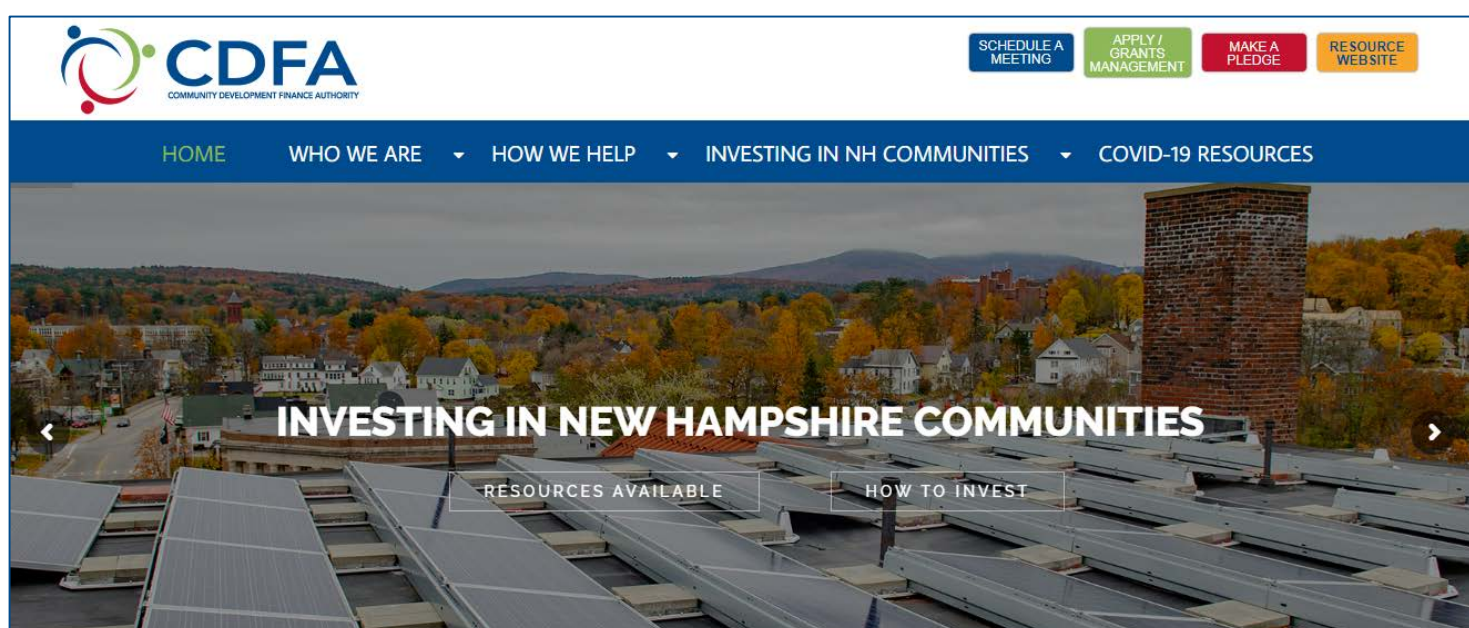 CDFA
COMMUNITY DEVELOPMENT FINANCE AUTHORITY
SCHEDULE A
MEETING
APPLY /
GRANTS
MANAGEMENT
MAKE A
PLEDGE
RESOURCE
WEBSITE
HOME WHO WE ARE HOW WE HELP INVESTING IN NH COMMUNITIES COVID-19 RESOURCES
INVESTING IN NEW HAMPSHIRE COMMUNITIES
RESOURCES AVAILABLE HOW TO INVEST